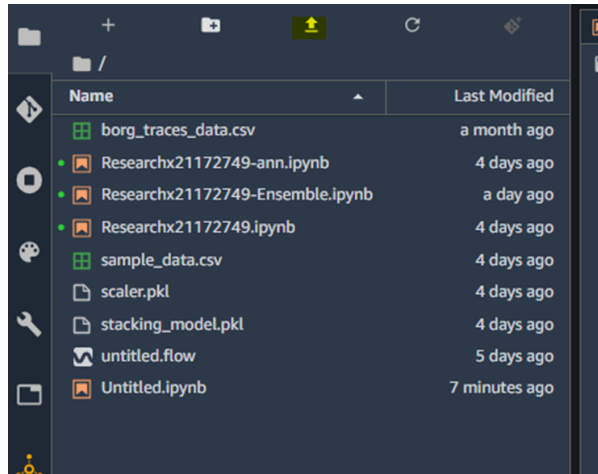 /
Name Last Modified
borg_traces_data.csv a month ago
Researchx21172749-ann.ipynb 4 days ago
Researchx21172749-Ensemble.ipynb a day ago
Researchx21172749.ipynb 4 days ago
sample_data.csv 4 days ago
scaler.pkl 4 days ago
stacking_model.pkl 4 days ago
untitled.flow 5 days ago
Untitled.ipynb 7 minutes ago